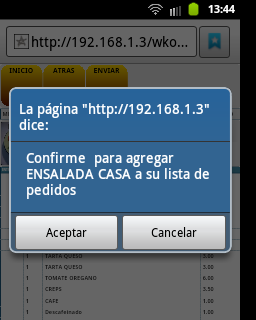 13:44
http://192.168.1.3/wko...
INICIO ATRAS ENVIAR
La página "http://192.168.1.3"
dice:
Confirme para agregar
ENSALADA CASA a su lista de
pedidos
Aceptar Cancelar
1 TARTA QUESO 3.00
1 TARTA QUESO 3.00
1 TOMATE OREGANO 6.00
1 CREPS 3.50
1 CAFE 1.00
1 Descafeinado 1.00